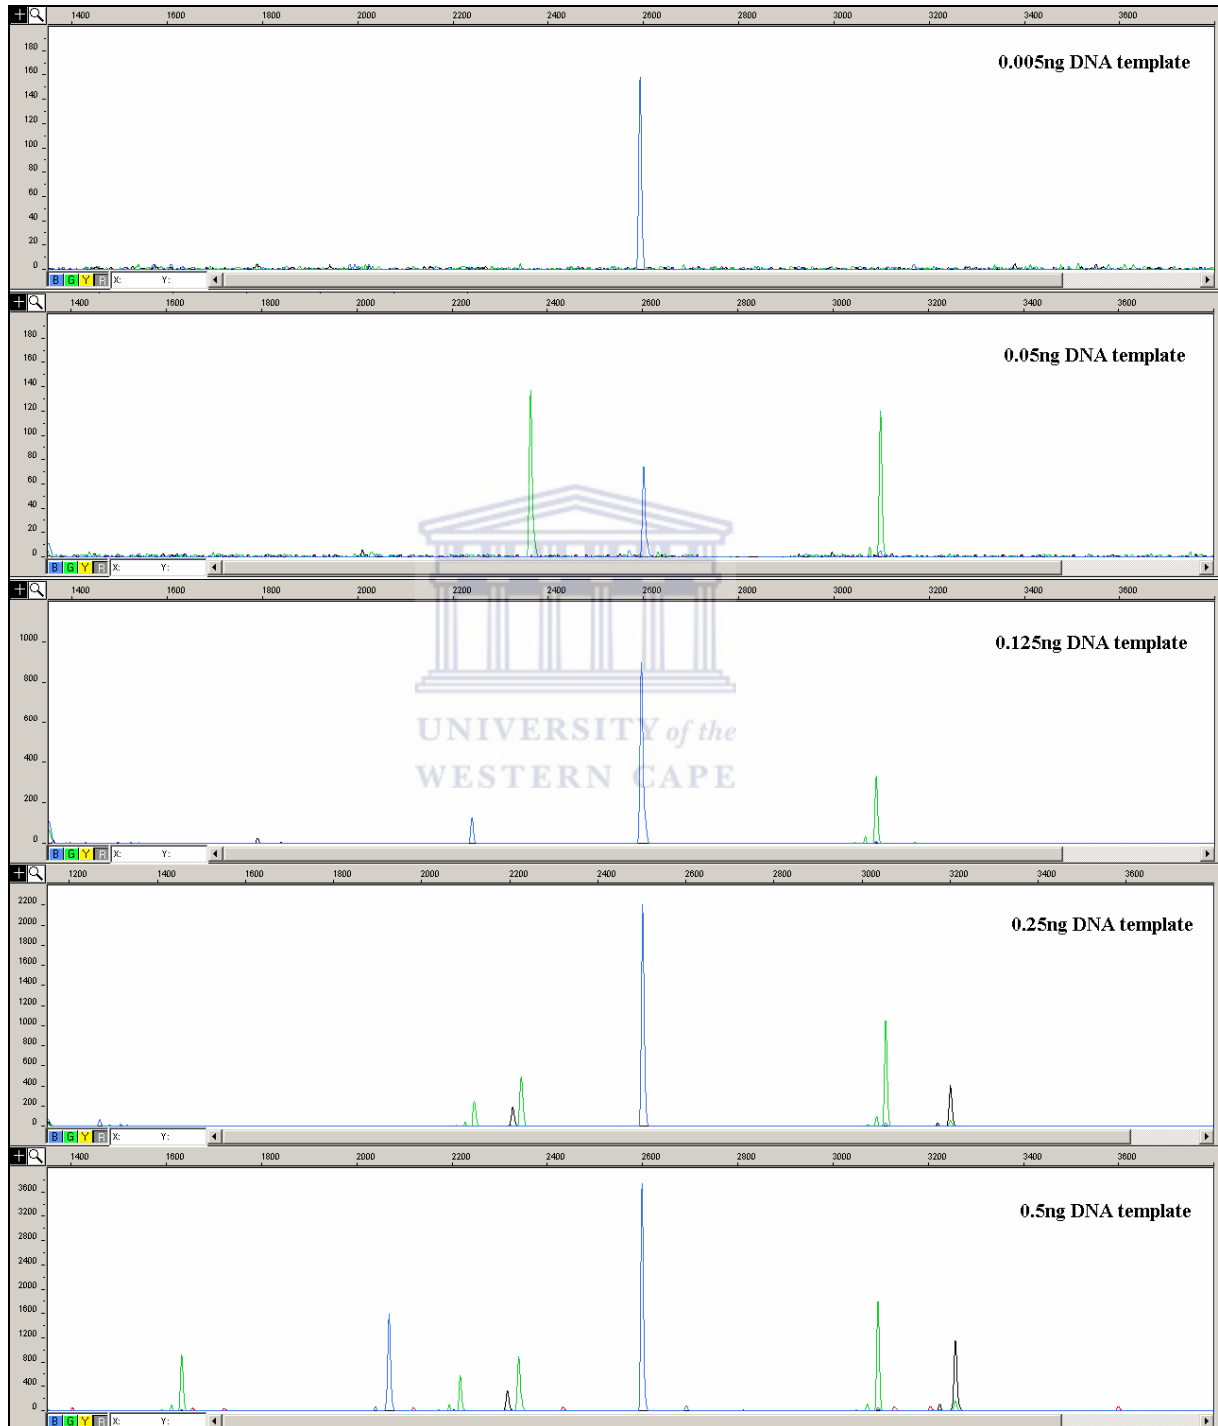 1400 1600 1800 2000 2200 2400 2600 2800 3000 3200 3400 3600
0.005ng DNA template
180
160
140
120
100
80
60
40
20
0
B G Y R X: Y:
1400 1600 1800 2000 2200 2400 2600 2800 3000 3200 3400 3600
0.05ng DNA template
180
160
140
120
100
80
60
40
20
0
B G Y R X: Y:
1400 1600 1800 2000 2200 2400 2600 2800 3000 3200 3400 3600
0.125ng DNA template
1000
800
600
400
200
0
UNIVERSITY of the
WESTERN CAPE
B G Y R X: Y:
1200 1400 1600 1800 2000 2200 2400 2600 2800 3000 3200 3400 3600
0.25ng DNA template
2200
2000
1800
1600
1400
1200
1000
800
600
400
200
0
B G Y R X: Y:
1400 1600 1800 2000 2200 2400 2600 2800 3000 3200 3400 3600
0.5ng DNA template
3600
3200
2800
2400
2000
1600
1200
800
400
0
B G Y R X: Y: